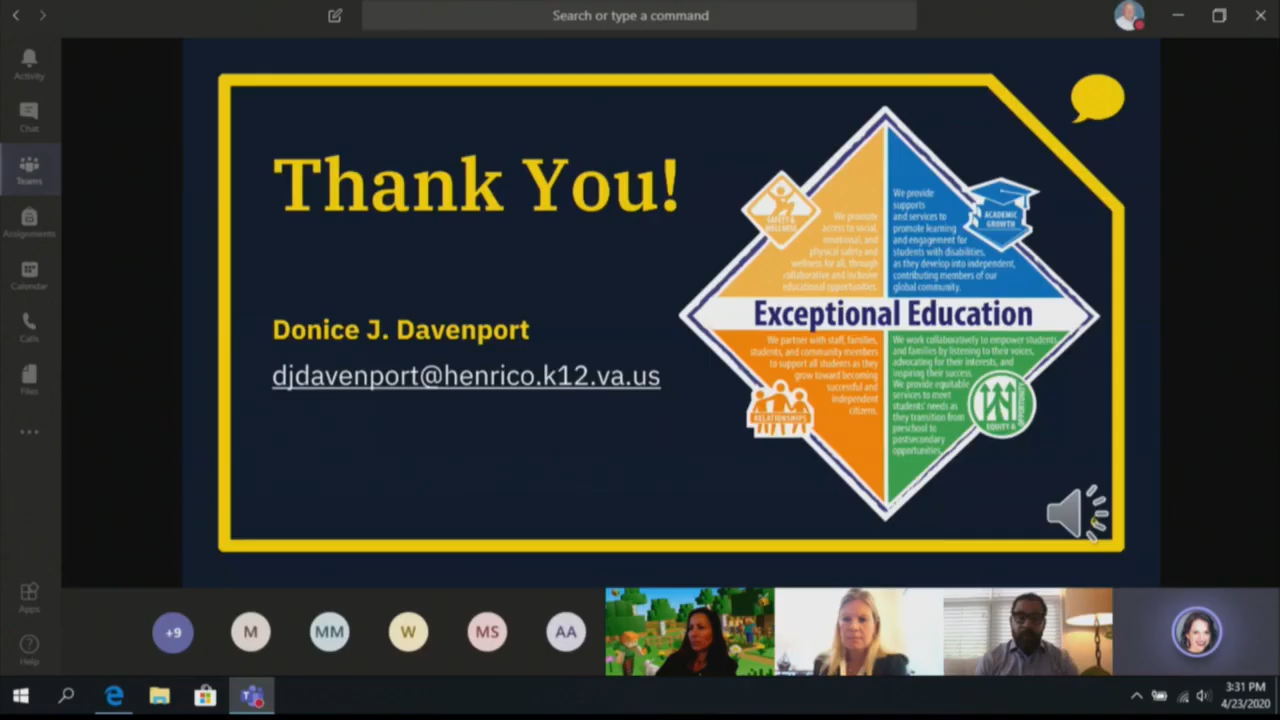 Search or type a command
Activity
Chat
Teams
Assignments
Calendar
Calls
Files
Apps
Help
Thank You!
Donice J. Davenport
djdavenport@henrico.k12.va.us
SAFETY &
WELLNESS
We promote
access to social,
emotional, and
physical safety and
wellness for all, through
collaborative and inclusive
educational opportunities.
We provide
supports
and services to
promote learning
and engagement for
students with disabilities,
as they develop into independent,
contributing members of our
global community.
ACADEMIC
GROWTH
Exceptional Education
We partner with staff, families,
students, and community members
to support all students as they
grow toward becoming
successful and
independent
citizens.
RELATIONSHIPS
We work collaboratively to empower students
and families by listening to their voices,
advocating for their interests, and
inspiring their success.
We provide equitable
services to meet
students' needs as
they transition from
preschool to
postsecondary
opportunities.
EQUITY &
OPPORTUNITY
+9
M
MM
W
MS
AA
3:31 PM
4/23/2020